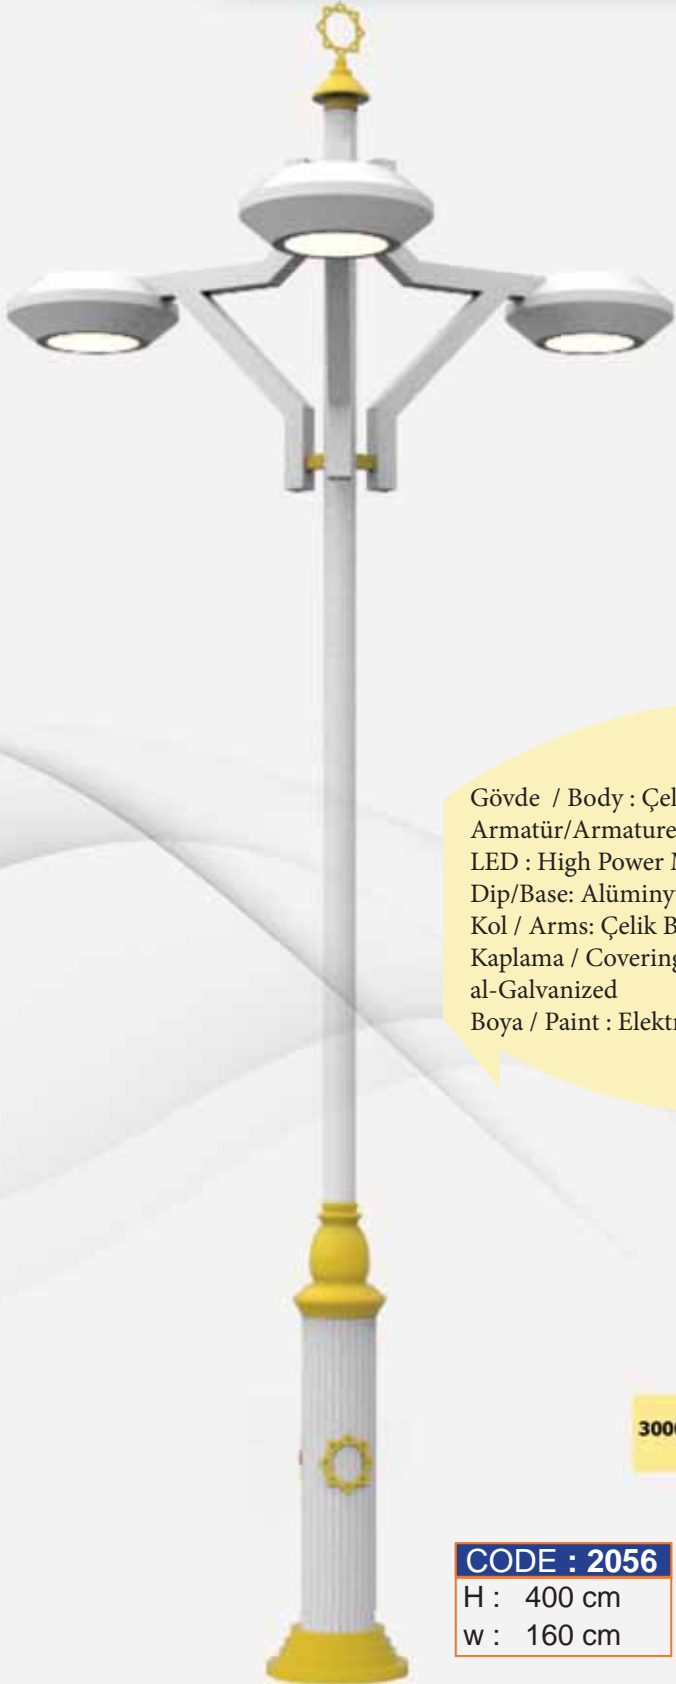 Gövde / Body : Çel
Armatür/Armature
LED : High Power
Dip/Base: Alüminy
Kol / Arms: Çelik B
Kaplama / Covering
al-Galvanized
Boya / Paint : Elektr
300
CODE : 2056
H : 400 cm
w : 160 cm